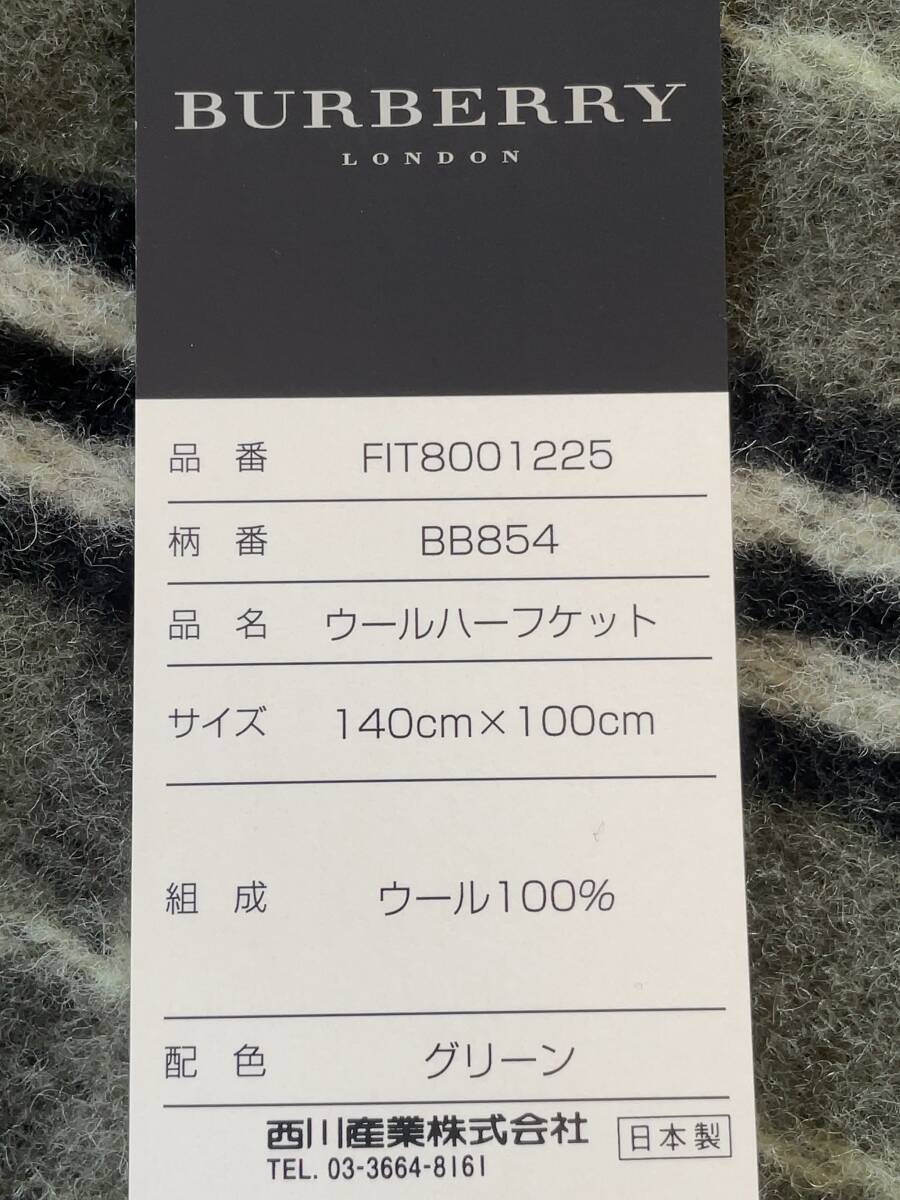 BURBERRY
LONDON
品番 FIT8001225
柄番 BB854
品名 ウールハーフケット
サイズ 140cm×100cm
組成 ウール100%
配色 グリーン
西川産業株式会社 日本製
TEL. 03-3664-8161